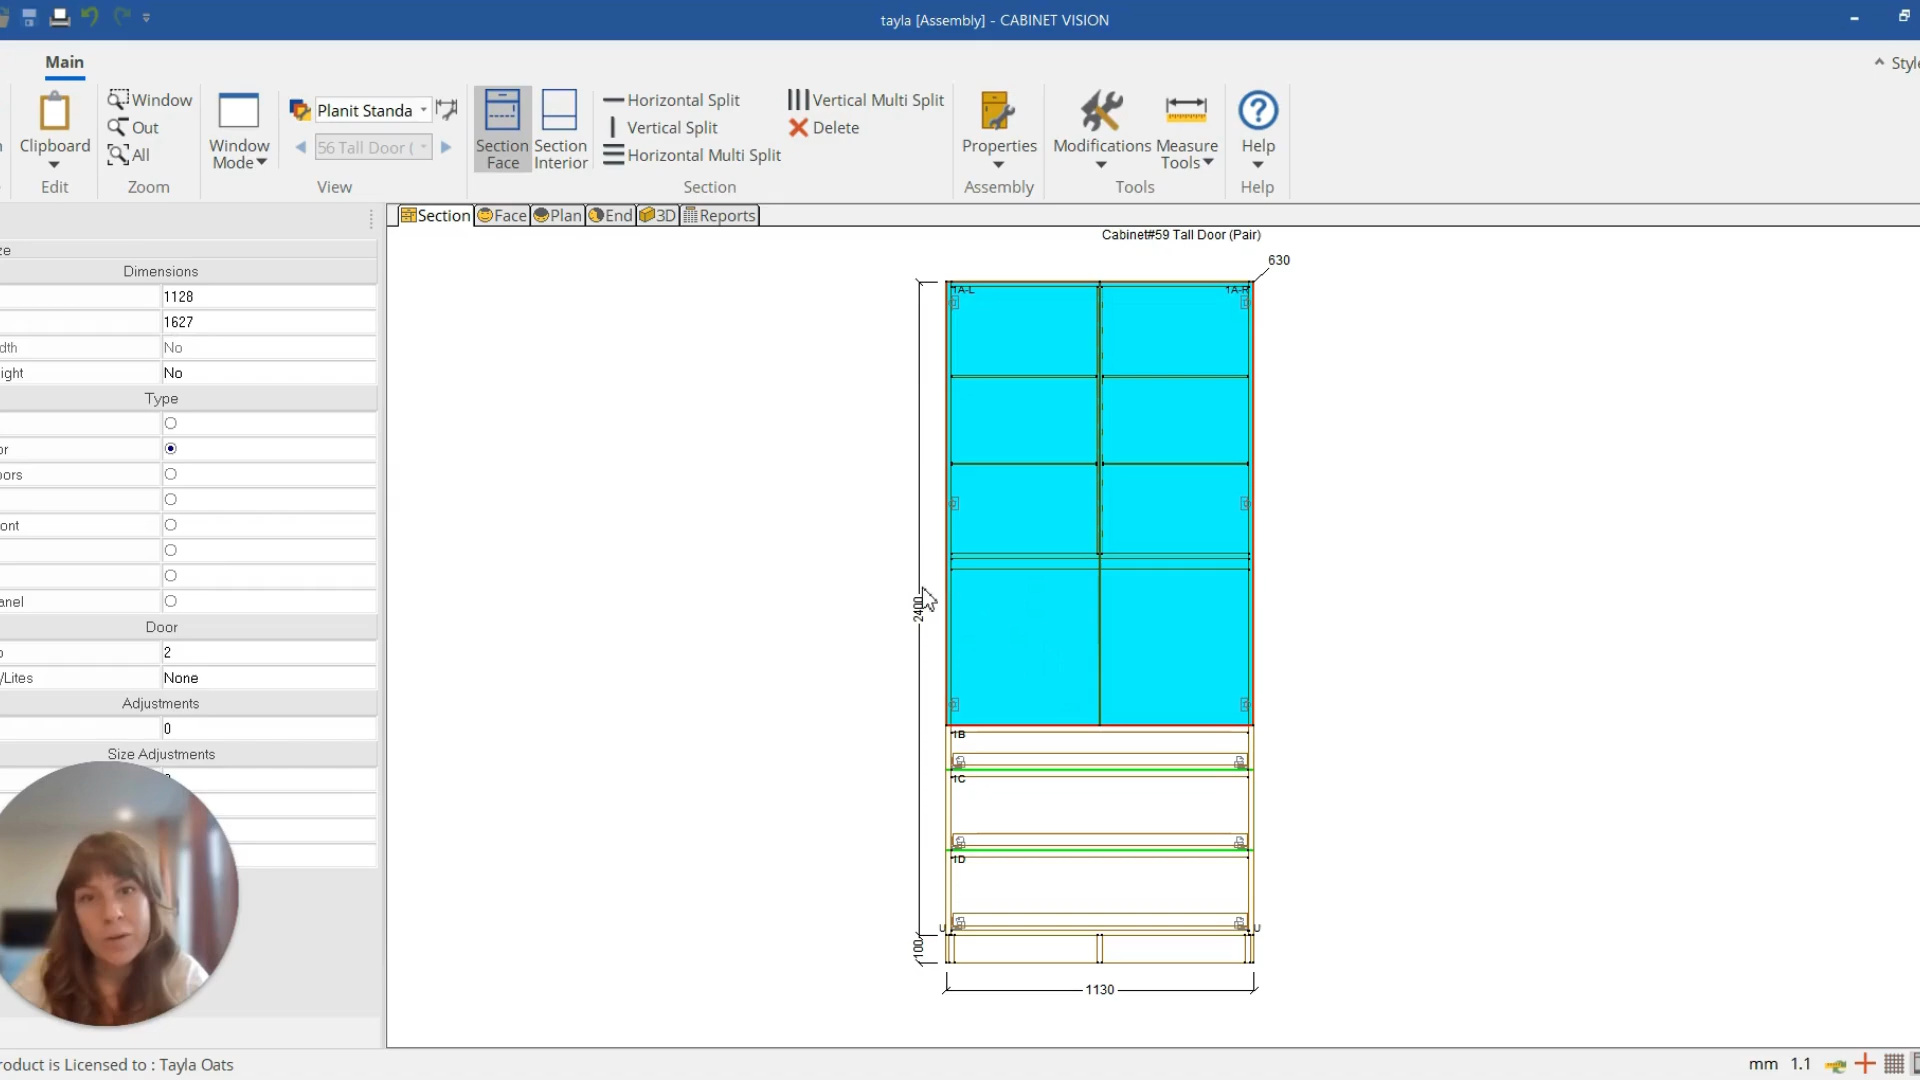 tayla [Assembly] - CABINET VISION
Main
Style
Clipboard
Edit
Window
Out
All
Zoom
Window Mode
Planit Standa
56 Tall Door (
View
Section Face
Section Interior
Horizontal Split
Vertical Split
Horizontal Multi Split
Vertical Multi Split
Delete
Section
Properties
Assembly
Modifications
Measure Tools
Tools
Help
Help
Section
Face
Plan
End
3D
Reports
ze
Dimensions
1128
1627
dth
No
ight
No
Type
or
oors
ont
anel
Door
o
2
/Lites
None
Adjustments
0
Size Adjustments
Cabinet#59 Tall Door (Pair)
630
1A-L
1A-R
2400
1B
1C
1D
U
U
100
1130
roduct is Licensed to : Tayla Oats
mm
1.1